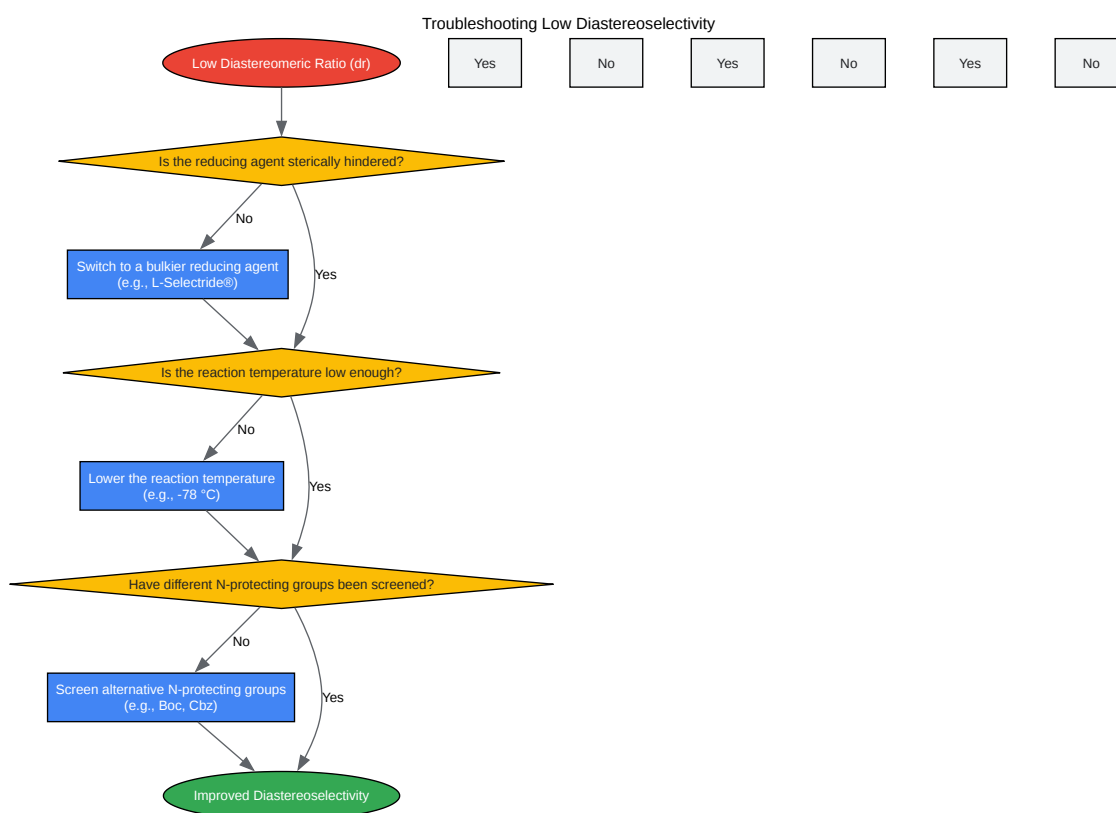 Troubleshooting Low Diastereoselectivity
Low Diastereomeric Ratio (dr)
Yes
No
Yes
No
Yes
No
Is the reducing agent sterically hindered?
No
Switch to a bulkier reducing agent
(e.g., L-Selectride®)
Yes
Is the reaction temperature low enough?
No
Lower the reaction temperature
(e.g., -78 °C)
Yes
Have different N-protecting groups been screened?
No
Screen alternative N-protecting groups
(e.g., Boc, Cbz)
Yes
Improved Diastereoselectivity